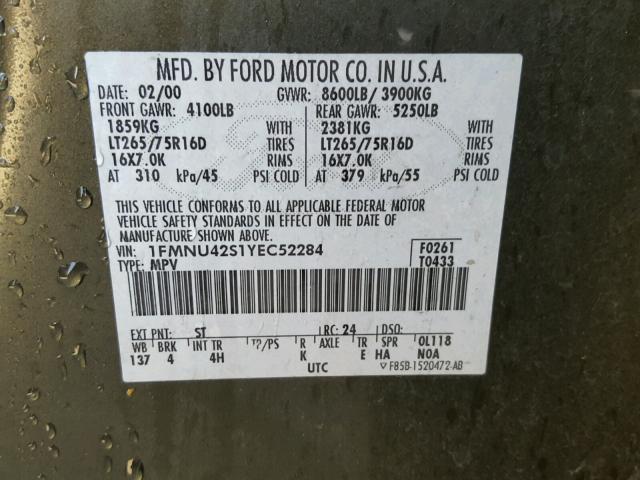 MFD. BY FORD MOTOR CO. IN U.S.A.
DATE: 02/00 GVWR: 8600LB/ 3900KG
FRONT GAWR: 4100LB REAR GAWR: 5250LB
1859KG WITH 2381KG WITH
LT265/75R16D TIRES LT265/75R16D TIRES
16X7.0K RIMS 16X7.0K RIMS
AT 310 kPa/45 PSI COLD AT 379 kPa/55 PSI COLD
THIS VEHICLE CONFORMS TO ALL APPLICABLE FEDERAL MOTOR
VEHICLE SAFETY STANDARDS IN EFFECT ON THE DATE OF
MANUFACTURE SHOWN ABOVE.
VIN: 1FMNU42S1YEC52284 F0261
TYPE: MPV T0433
EXT PNT: ST RC: 24 DSO:
WB BRK INT TR TP/PS R AXLE TR SPR 0L118
137 4 4H K E HA N0A
UTC ▽ F85B-1520472-AB